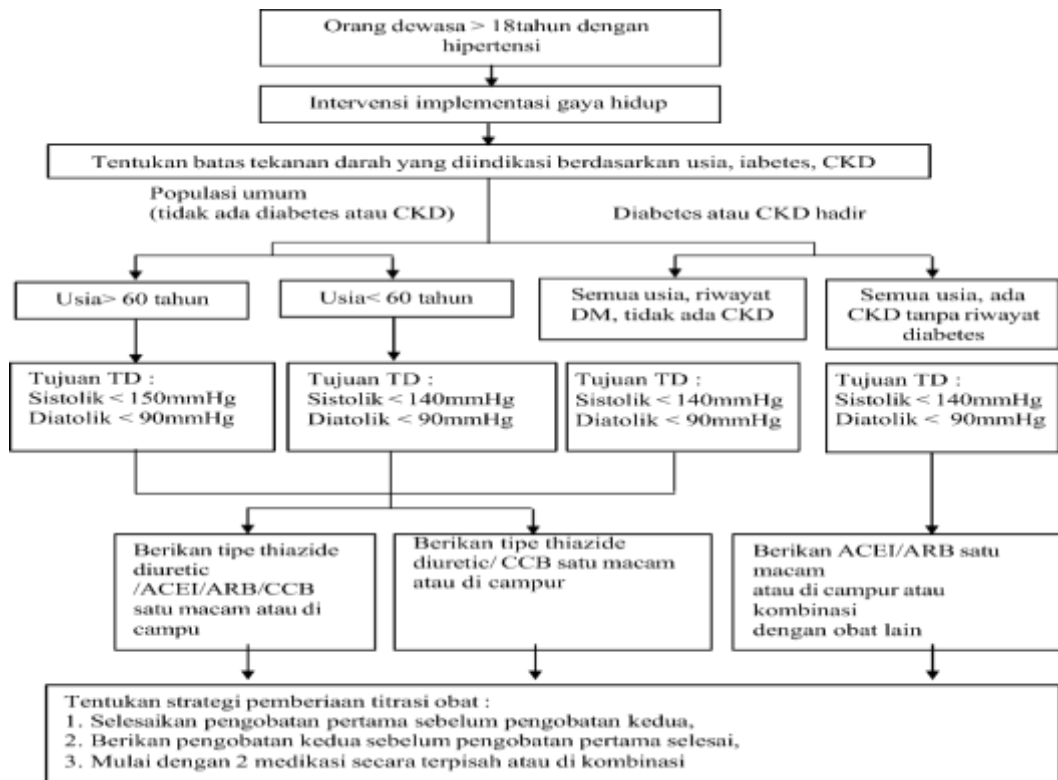 Orang dewasa > 18tahun dengan
hipertensi
Intervensi implementasi gaya hidup
Tentukan batas tekanan darah yang diindikasi berdasarkan usia, iabetes, CKD
Populasi umum
(tidak ada diabetes atau CKD)
Diabetes atau CKD hadir
Usia> 60 tahun
Usia< 60 tahun
Semua usia, riwayat
DM, tidak ada CKD
Semua usia, ada
CKD tanpa riwayat
diabetes
Tujuan TD :
Sistolik < 150mmHg
Diatolik < 90mmHg
Tujuan TD :
Sistolik < 140mmHg
Diatolik < 90mmHg
Tujuan TD :
Sistolik < 140mmHg
Diatolik < 90mmHg
Tujuan TD :
Sistolik < 140mmHg
Diatolik < 90mmHg
Berikan tipe thiazide
diuretic
/ACEI/ARB/CCB
satu macam atau di
campu
Berikan tipe thiazide
diuretic/ CCB satu macam
atau di campur
Berikan ACEI/ARB satu
macam
atau di campur atau
kombinasi
dengan obat lain
Tentukan strategi pemberiaan titrasi obat :
1. Selesaikan pengobatan pertama sebelum pengobatan kedua,
2. Berikan pengobatan kedua sebelum pengobatan pertama selesai,
3. Mulai dengan 2 medikasi secara terpisah atau di kombinasi